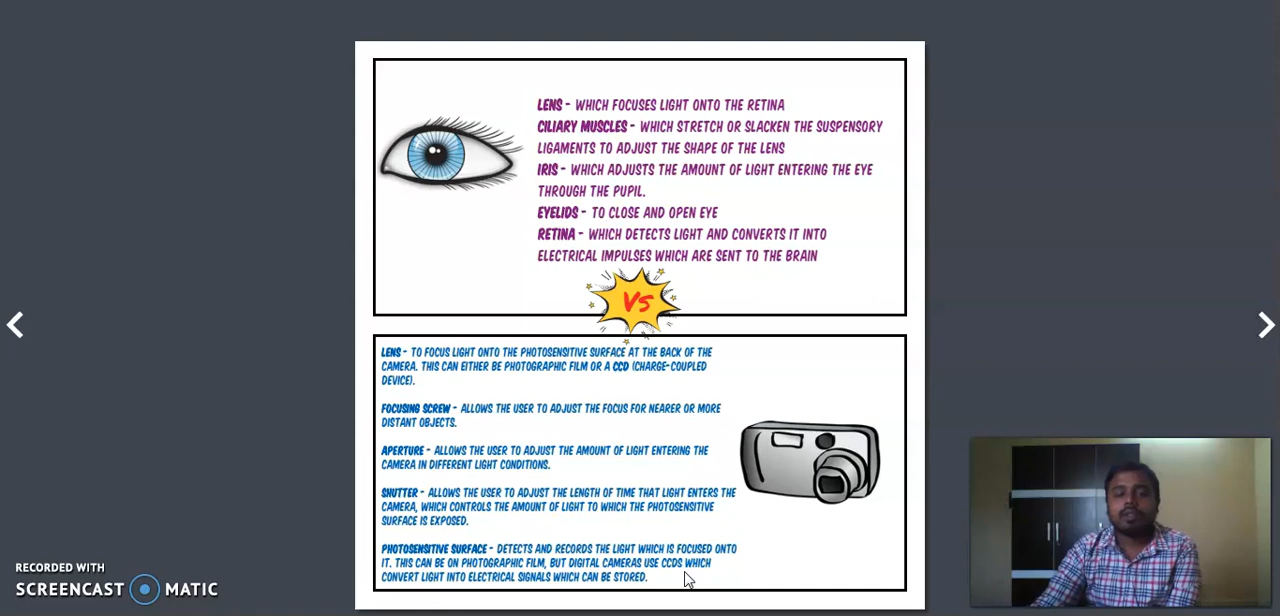 LENS - WHICH FOCUSES LIGHT ONTO THE RETINA
CILIARY MUSCLES - WHICH STRETCH OR SLACKEN THE SUSPENSORY
LIGAMENTS TO ADJUST THE SHAPE OF THE LENS
IRIS - WHICH ADJUSTS THE AMOUNT OF LIGHT ENTERING THE EYE
THROUGH THE PUPIL.
EYELIDS - TO CLOSE AND OPEN EYE
RETINA - WHICH DETECTS LIGHT AND CONVERTS IT INTO
ELECTRICAL IMPULSES WHICH ARE SENT TO THE BRAIN
VS
LENS - TO FOCUS LIGHT ONTO THE PHOTOSENSITIVE SURFACE AT THE BACK OF THE
CAMERA. THIS CAN EITHER BE PHOTOGRAPHIC FILM OR A CCD (CHARGE-COUPLED
DEVICE).
FOCUSING SCREW - ALLOWS THE USER TO ADJUST THE FOCUS FOR NEARER OR MORE
DISTANT OBJECTS.
APERTURE - ALLOWS THE USER TO ADJUST THE AMOUNT OF LIGHT ENTERING THE
CAMERA IN DIFFERENT LIGHT CONDITIONS.
SHUTTER - ALLOWS THE USER TO ADJUST THE LENGTH OF TIME THAT LIGHT ENTERS THE
CAMERA, WHICH CONTROLS THE AMOUNT OF LIGHT TO WHICH THE PHOTOSENSITIVE
SURFACE IS EXPOSED.
PHOTOSENSITIVE SURFACE - DETECTS AND RECORDS THE LIGHT WHICH IS FOCUSED ONTO
IT. THIS CAN BE ON PHOTOGRAPHIC FILM, BUT DIGITAL CAMERAS USE CCDS WHICH
CONVERT LIGHT INTO ELECTRICAL SIGNALS WHICH CAN BE STORED.
RECORDED WITH
SCREENCAST MATIC